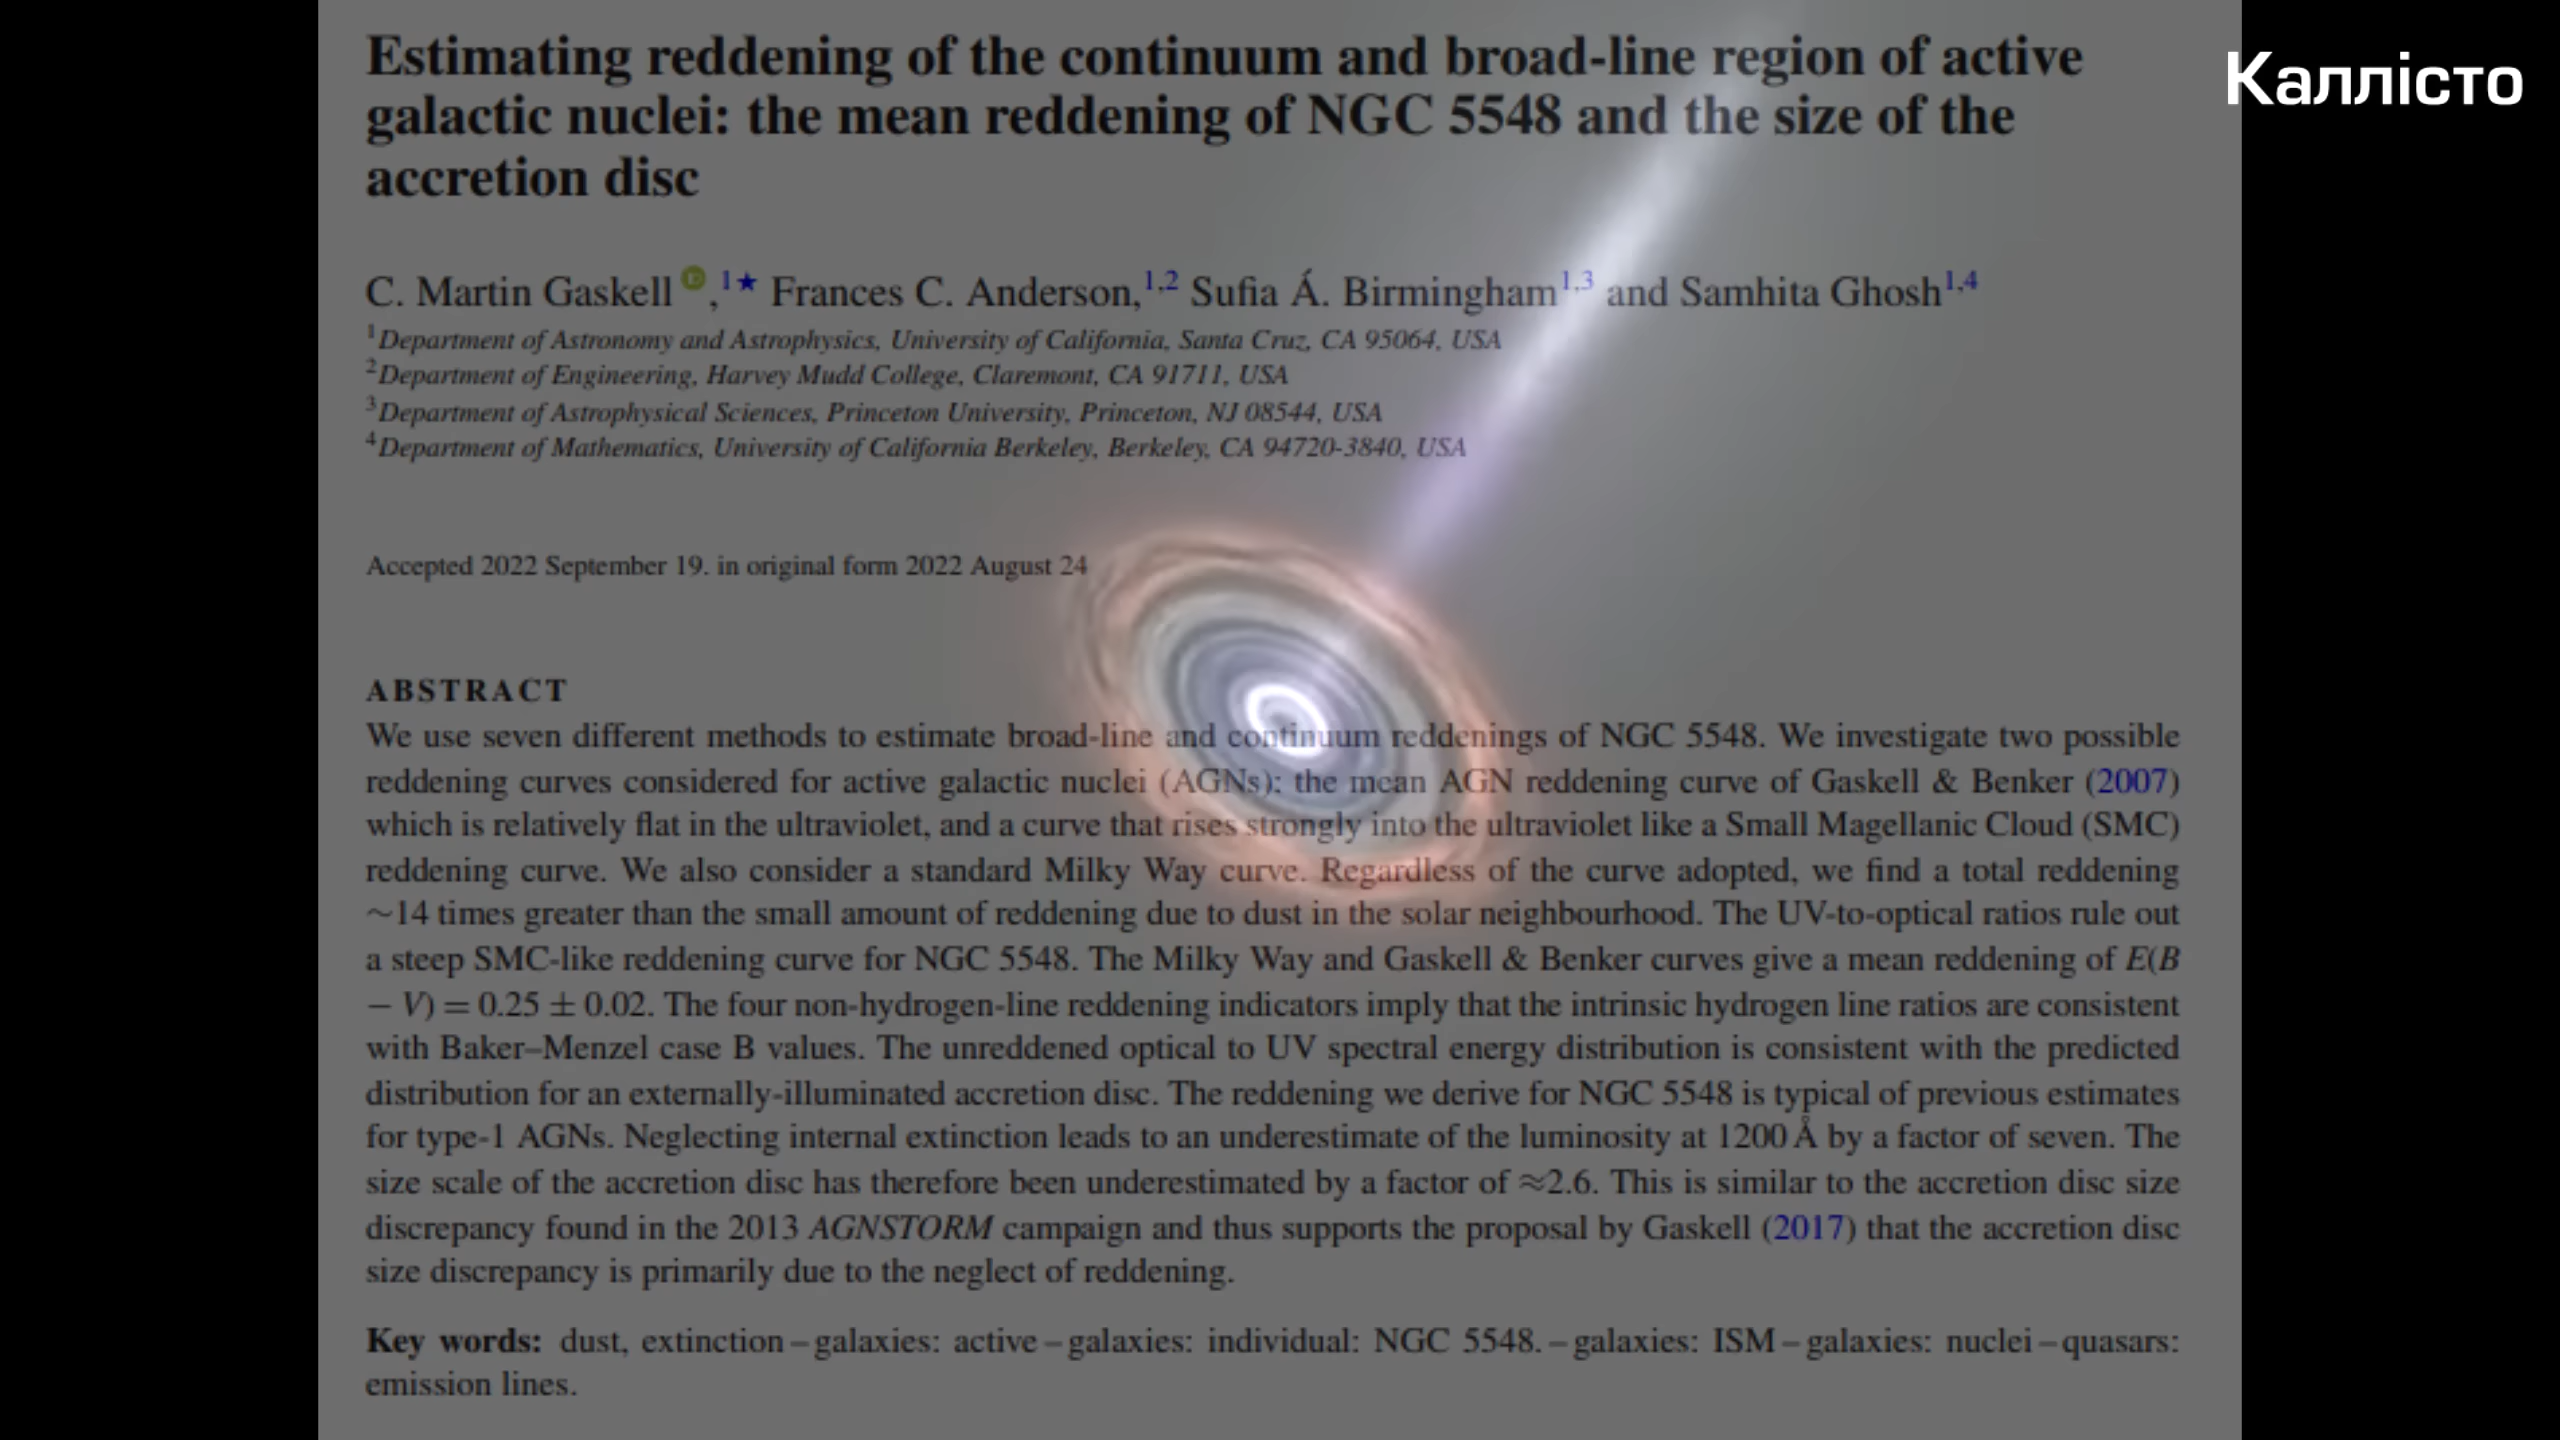 Estimating reddening of the continuum and broad-line region of active
galactic nuclei: the mean reddening of NGC 5548 and the size of the
accretion disc
Каллісто
C. Martin Gaskell ,1★ Frances C. Anderson,1,2 Sufia Á. Birmingham1,3 and Samhita Ghosh1,4
1Department of Astronomy and Astrophysics, University of California, Santa Cruz, CA 95064, USA
2Department of Engineering, Harvey Mudd College, Claremont, CA 91711, USA
3Department of Astrophysical Sciences, Princeton University, Princeton, NJ 08544, USA
4Department of Mathematics, University of California Berkeley, Berkeley, CA 94720-3840, USA
Accepted 2022 September 19. in original form 2022 August 24
ABSTRACT
We use seven different methods to estimate broad-line and continuum reddenings of NGC 5548. We investigate two possible
reddening curves considered for active galactic nuclei (AGNs): the mean AGN reddening curve of Gaskell & Benker (2007)
which is relatively flat in the ultraviolet, and a curve that rises strongly into the ultraviolet like a Small Magellanic Cloud (SMC)
reddening curve. We also consider a standard Milky Way curve. Regardless of the curve adopted, we find a total reddening
~14 times greater than the small amount of reddening due to dust in the solar neighbourhood. The UV-to-optical ratios rule out
a steep SMC-like reddening curve for NGC 5548. The Milky Way and Gaskell & Benker curves give a mean reddening of E(B
− V) = 0.25 ± 0.02. The four non-hydrogen-line reddening indicators imply that the intrinsic hydrogen line ratios are consistent
with Baker–Menzel case B values. The unreddened optical to UV spectral energy distribution is consistent with the predicted
distribution for an externally-illuminated accretion disc. The reddening we derive for NGC 5548 is typical of previous estimates
for type-1 AGNs. Neglecting internal extinction leads to an underestimate of the luminosity at 1200 Å by a factor of seven. The
size scale of the accretion disc has therefore been underestimated by a factor of ≈2.6. This is similar to the accretion disc size
discrepancy found in the 2013 AGNSTORM campaign and thus supports the proposal by Gaskell (2017) that the accretion disc
size discrepancy is primarily due to the neglect of reddening.
Key words: dust, extinction – galaxies: active – galaxies: individual: NGC 5548. – galaxies: ISM – galaxies: nuclei – quasars:
emission lines.